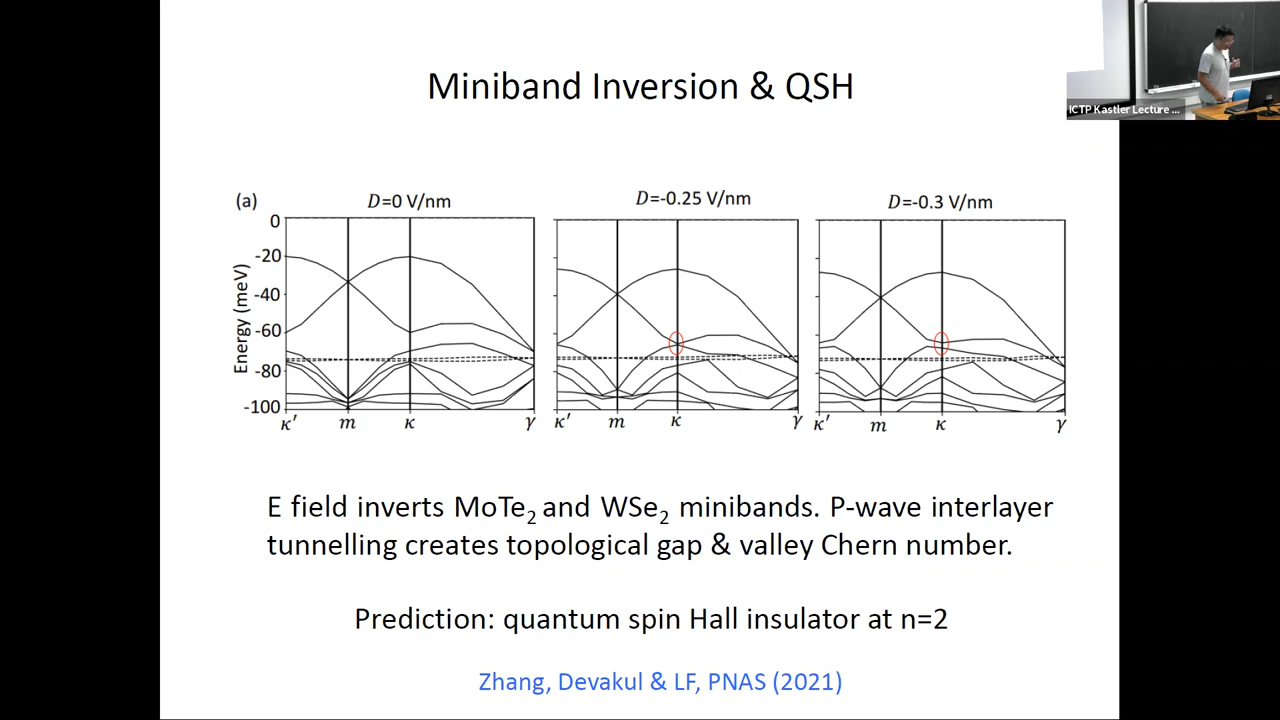 Miniband Inversion & QSH
ICTP Kastler Lecture ...
(a)
D=0 V/nm
D=-0.25 V/nm
D=-0.3 V/nm
Energy (meV)
0
-20
-40
-60
-80
-100
κ′ m κ γ
κ′ m κ γ
κ′ m κ γ
E field inverts MoTe2 and WSe2 minibands. P-wave interlayer
tunnelling creates topological gap & valley Chern number.
Prediction: quantum spin Hall insulator at n=2
Zhang, Devakul & LF, PNAS (2021)